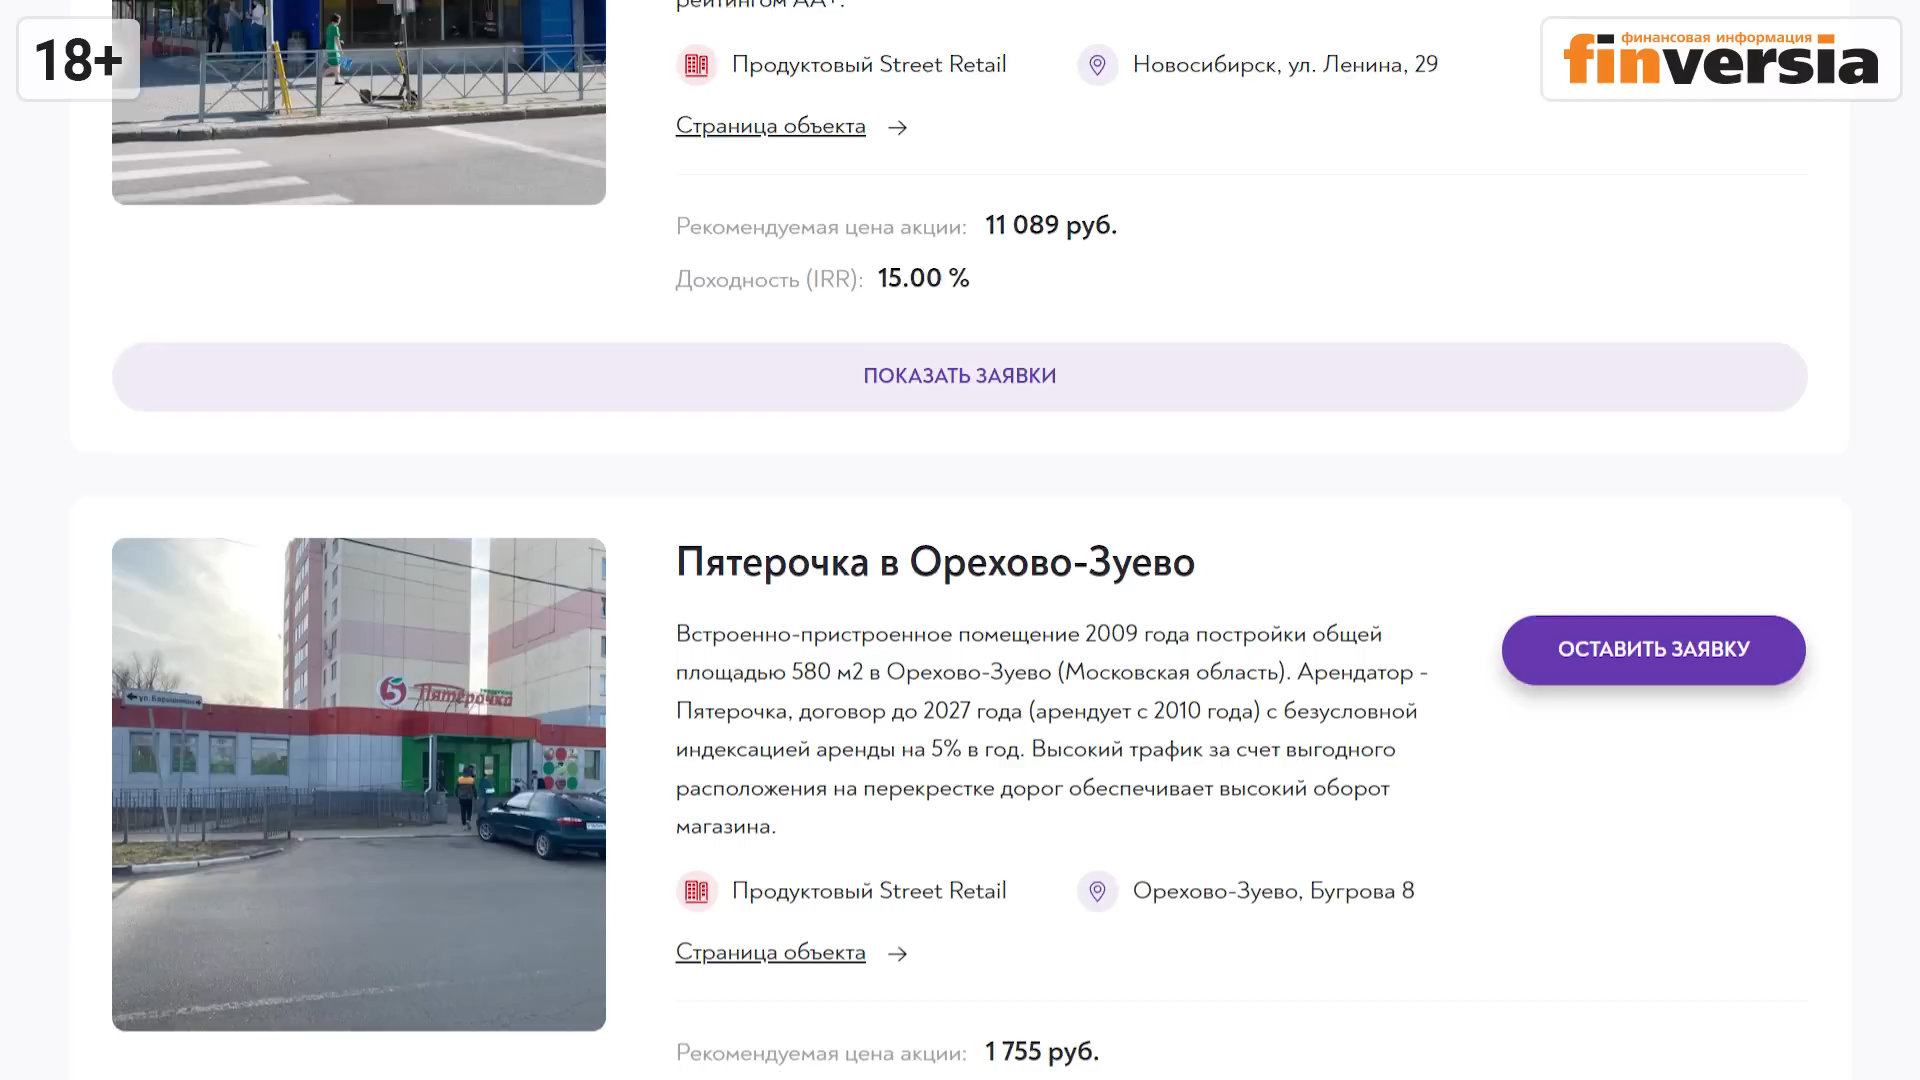 рейтингом АА+.
18+
финансовая информация
finversia
Продуктовый Street Retail
Новосибирск, ул. Ленина, 29
Страница объекта →
Рекомендуемая цена акции: 11 089 руб.
Доходность (IRR): 15.00 %
ПОКАЗАТЬ ЗАЯВКИ
Пятерочка в Орехово-Зуево
Встроенно-пристроенное помещение 2009 года постройки общей
площадью 580 м2 в Орехово-Зуево (Московская область). Арендатор -
Пятерочка, договор до 2027 года (арендует с 2010 года) с безусловной
индексацией аренды на 5% в год. Высокий трафик за счет выгодного
расположения на перекрестке дорог обеспечивает высокий оборот
магазина.
ОСТАВИТЬ ЗАЯВКУ
5 Пятёрочка
Продуктовый Street Retail
Орехово-Зуево, Бугрова 8
Страница объекта →
Рекомендуемая цена акции: 1 755 руб.